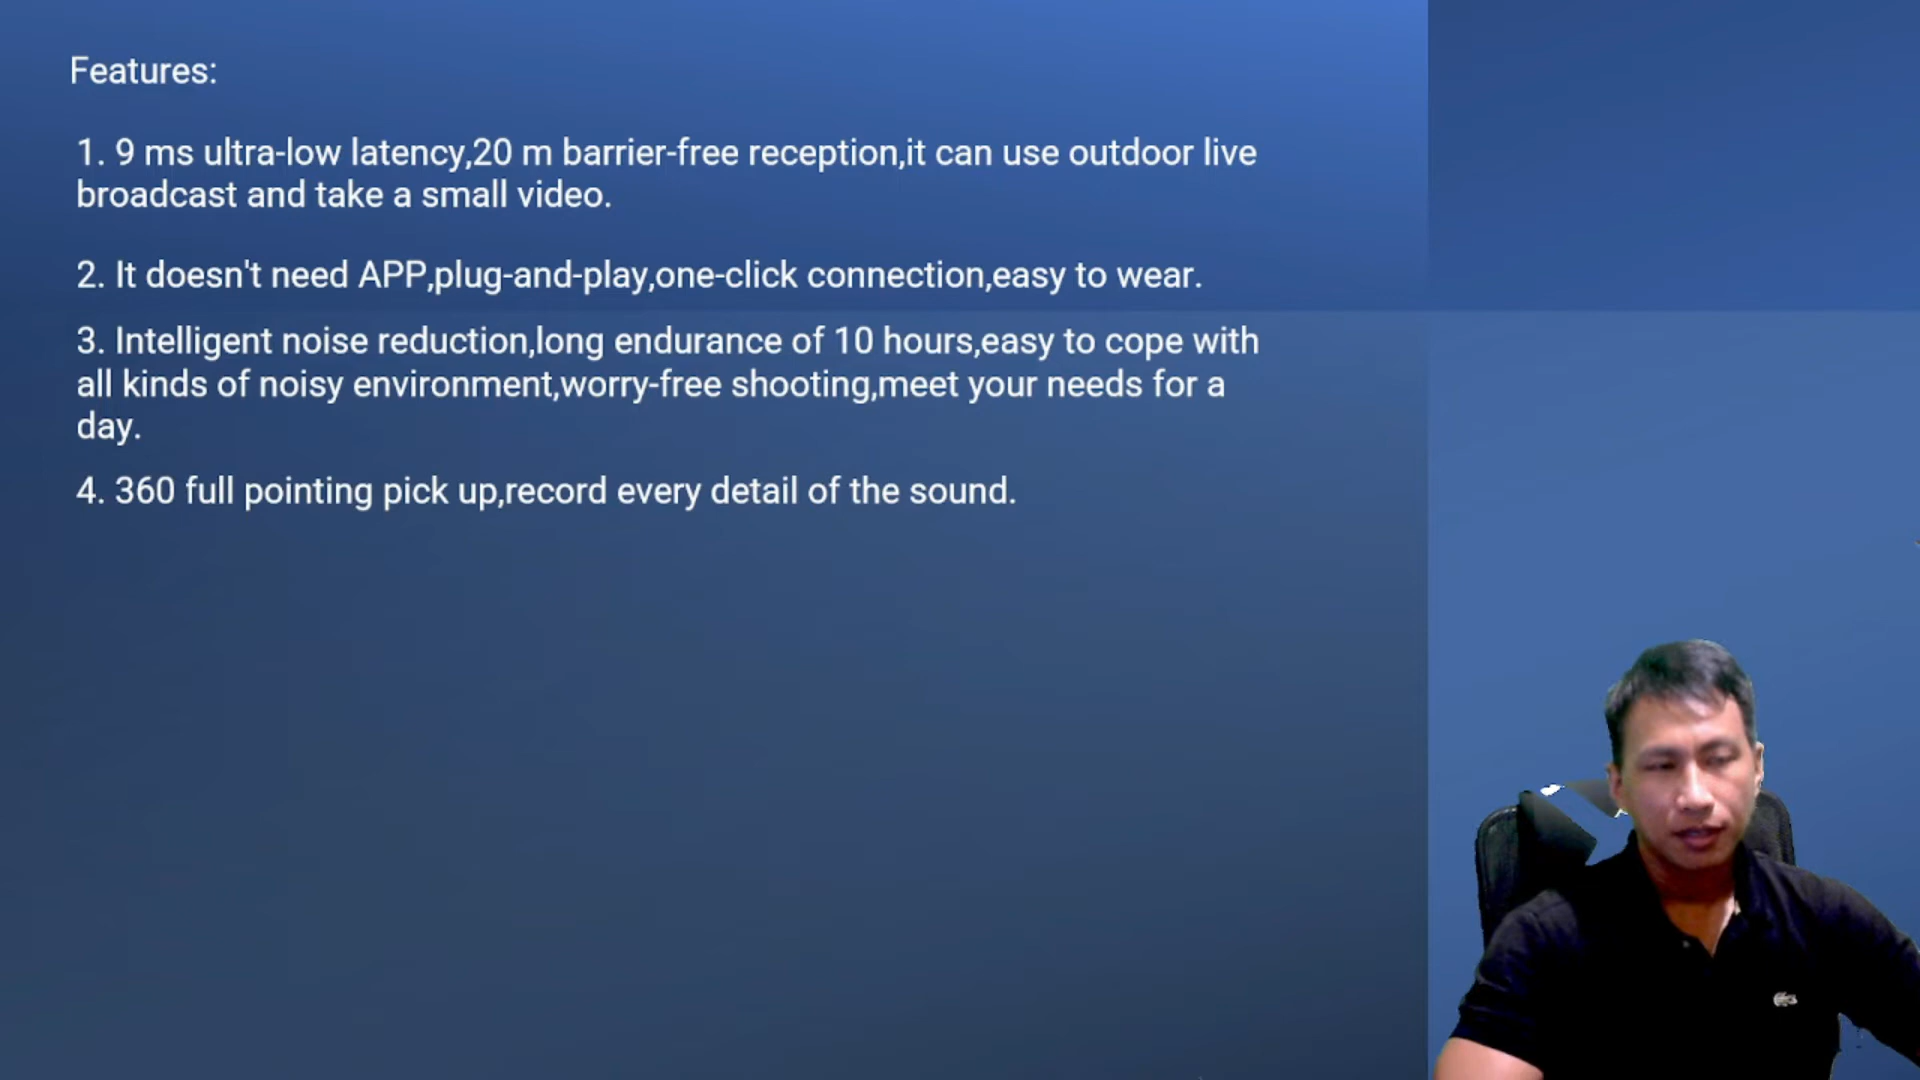 Features:
1. 9 ms ultra-low latency,20 m barrier-free reception,it can use outdoor live
broadcast and take a small video.
2. It doesn't need APP,plug-and-play,one-click connection,easy to wear.
3. Intelligent noise reduction,long endurance of 10 hours,easy to cope with
all kinds of noisy environment,worry-free shooting,meet your needs for a
day.
4. 360 full pointing pick up,record every detail of the sound.